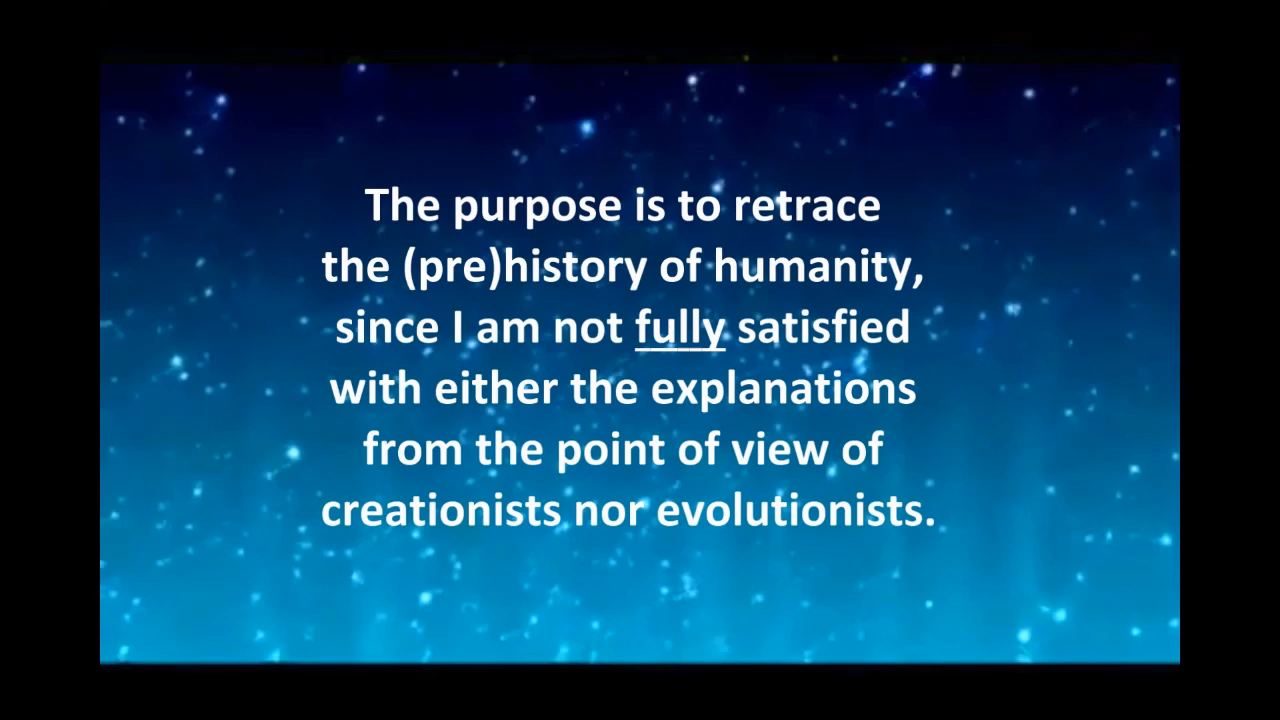 The purpose is to retrace
the (pre)history of humanity,
since I am not fully satisfied
with either the explanations
from the point of view of
creationists nor evolutionists.